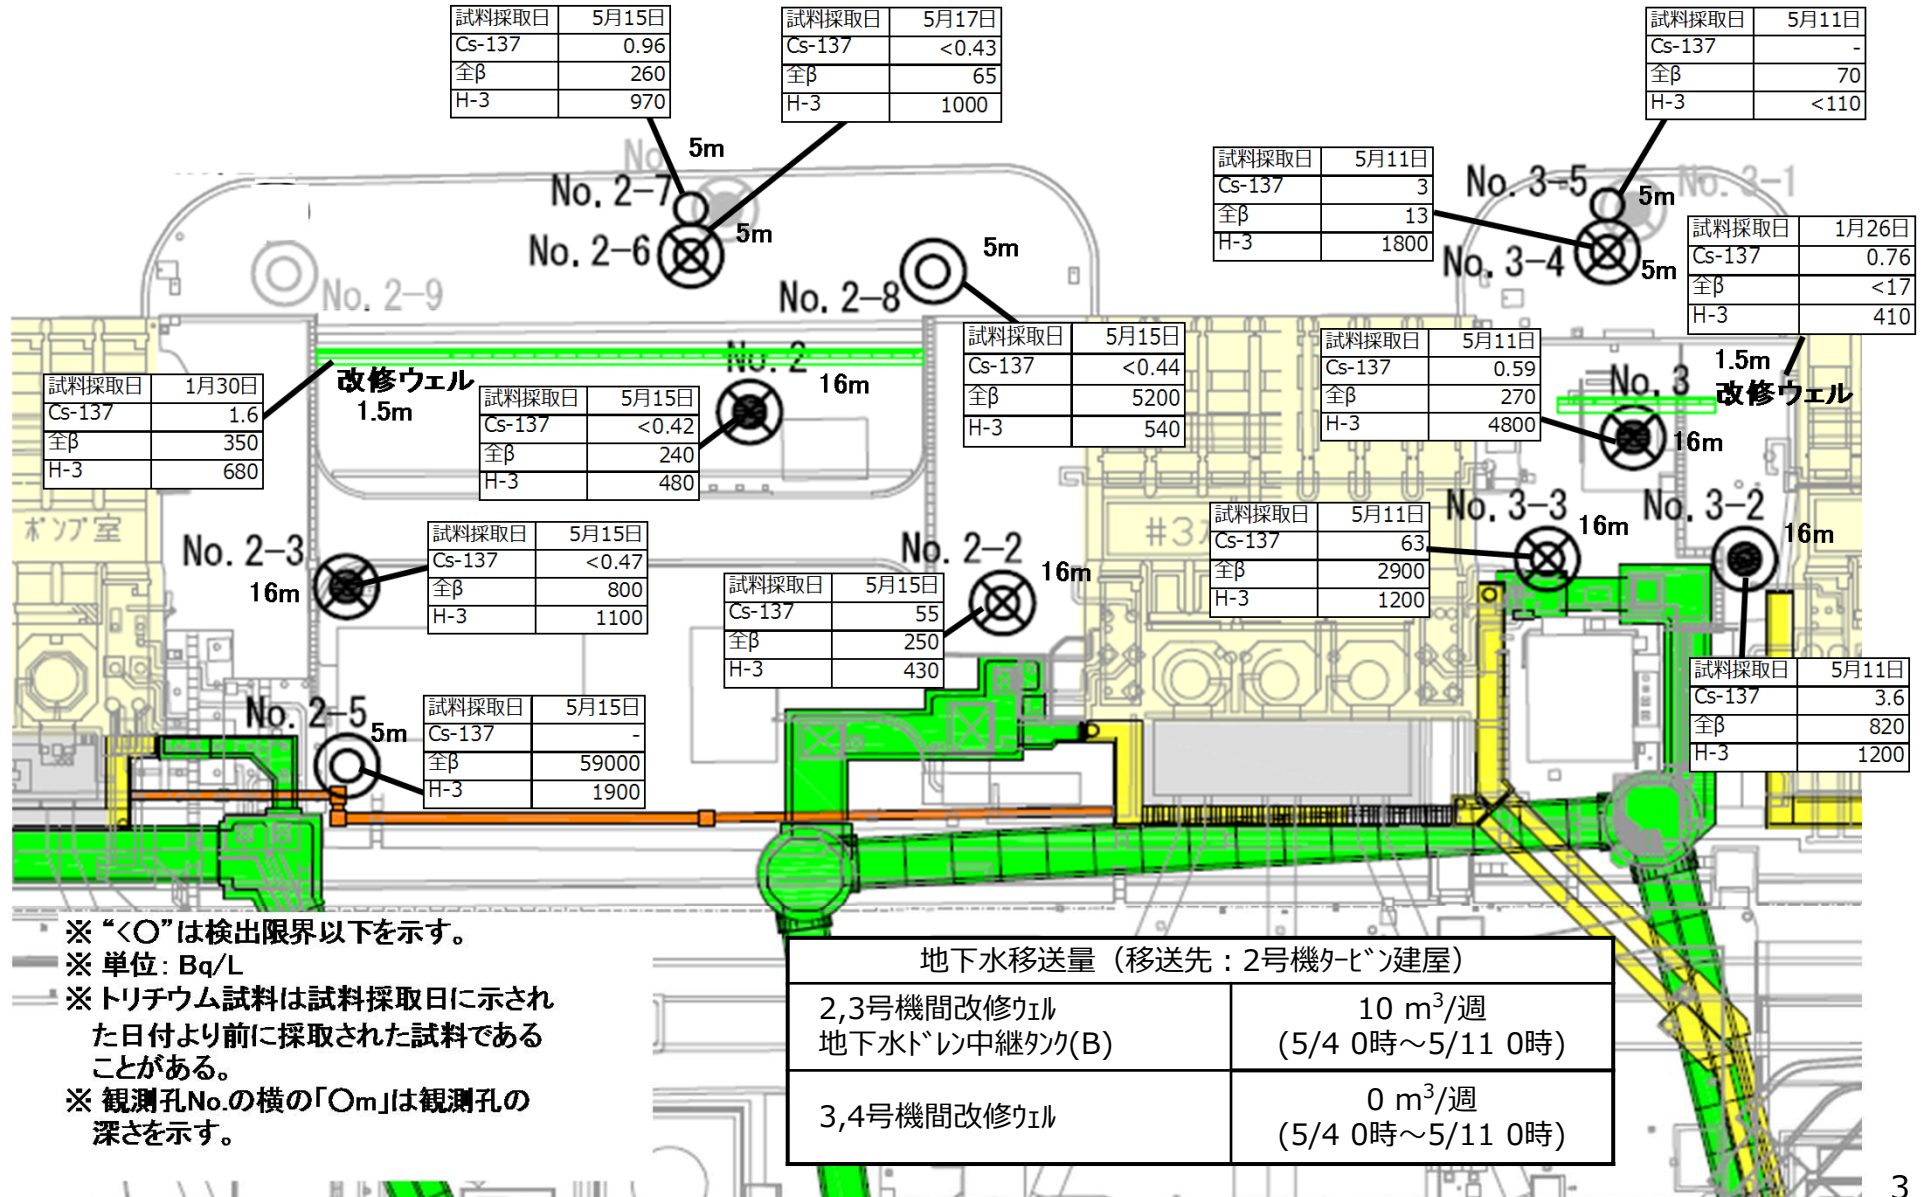 試料採取日 5月15日
Cs-137 0.96
全β 260
H-3 970
試料採取日 5月17日
Cs-137 <0.43
全β 65
H-3 1000
試料採取日 5月11日
Cs-137 -
全β 70
H-3 <110
No
5m
試料採取日 5月11日
Cs-137 3
全β 13
H-3 1800
No. 2-7
No. 3-5
5m
No. 3-1
No. 2-6
5m
5m
No. 3-4
5m
試料採取日 1月26日
Cs-137 0.76
全β <17
H-3 410
No. 2-9
No. 2-8
試料採取日 5月15日
Cs-137 <0.44
全β 5200
H-3 540
試料採取日 5月11日
Cs-137 0.59
全β 270
H-3 4800
No. 2
16m
改修ウェル
1.5m
1.5m
改修ウェル
No. 3
16m
試料採取日 1月30日
Cs-137 1.6
全β 350
H-3 680
試料採取日 5月15日
Cs-137 <0.42
全β 240
H-3 480
ポンプ室
No. 2-3
16m
試料採取日 5月15日
Cs-137 <0.47
全β 800
H-3 1100
No. 2-2
16m
#3
試料採取日 5月11日
Cs-137 63
全β 2900
H-3 1200
No. 3-3
16m
No. 3-2
16m
試料採取日 5月15日
Cs-137 55
全β 250
H-3 430
試料採取日 5月11日
Cs-137 3.6
全β 820
H-3 1200
No. 2-5
5m
試料採取日 5月15日
Cs-137 -
全β 59000
H-3 1900
※ “<○”は検出限界以下を示す。
※ 単位: Bq/L
※ トリチウム試料は試料採取日に示され
た日付より前に採取された試料である
ことがある。
※ 観測孔No.の横の「○m」は観測孔の
深さを示す。
地下水移送量（移送先：2号機ﾀｰﾋﾞﾝ建屋）
2,3号機間改修ｳｪﾙ
地下水ﾄﾞﾚﾝ中継ﾀﾝｸ(B)
10 m³/週
(5/4 0時～5/11 0時)
3,4号機間改修ｳｪﾙ
0 m³/週
(5/4 0時～5/11 0時)
3